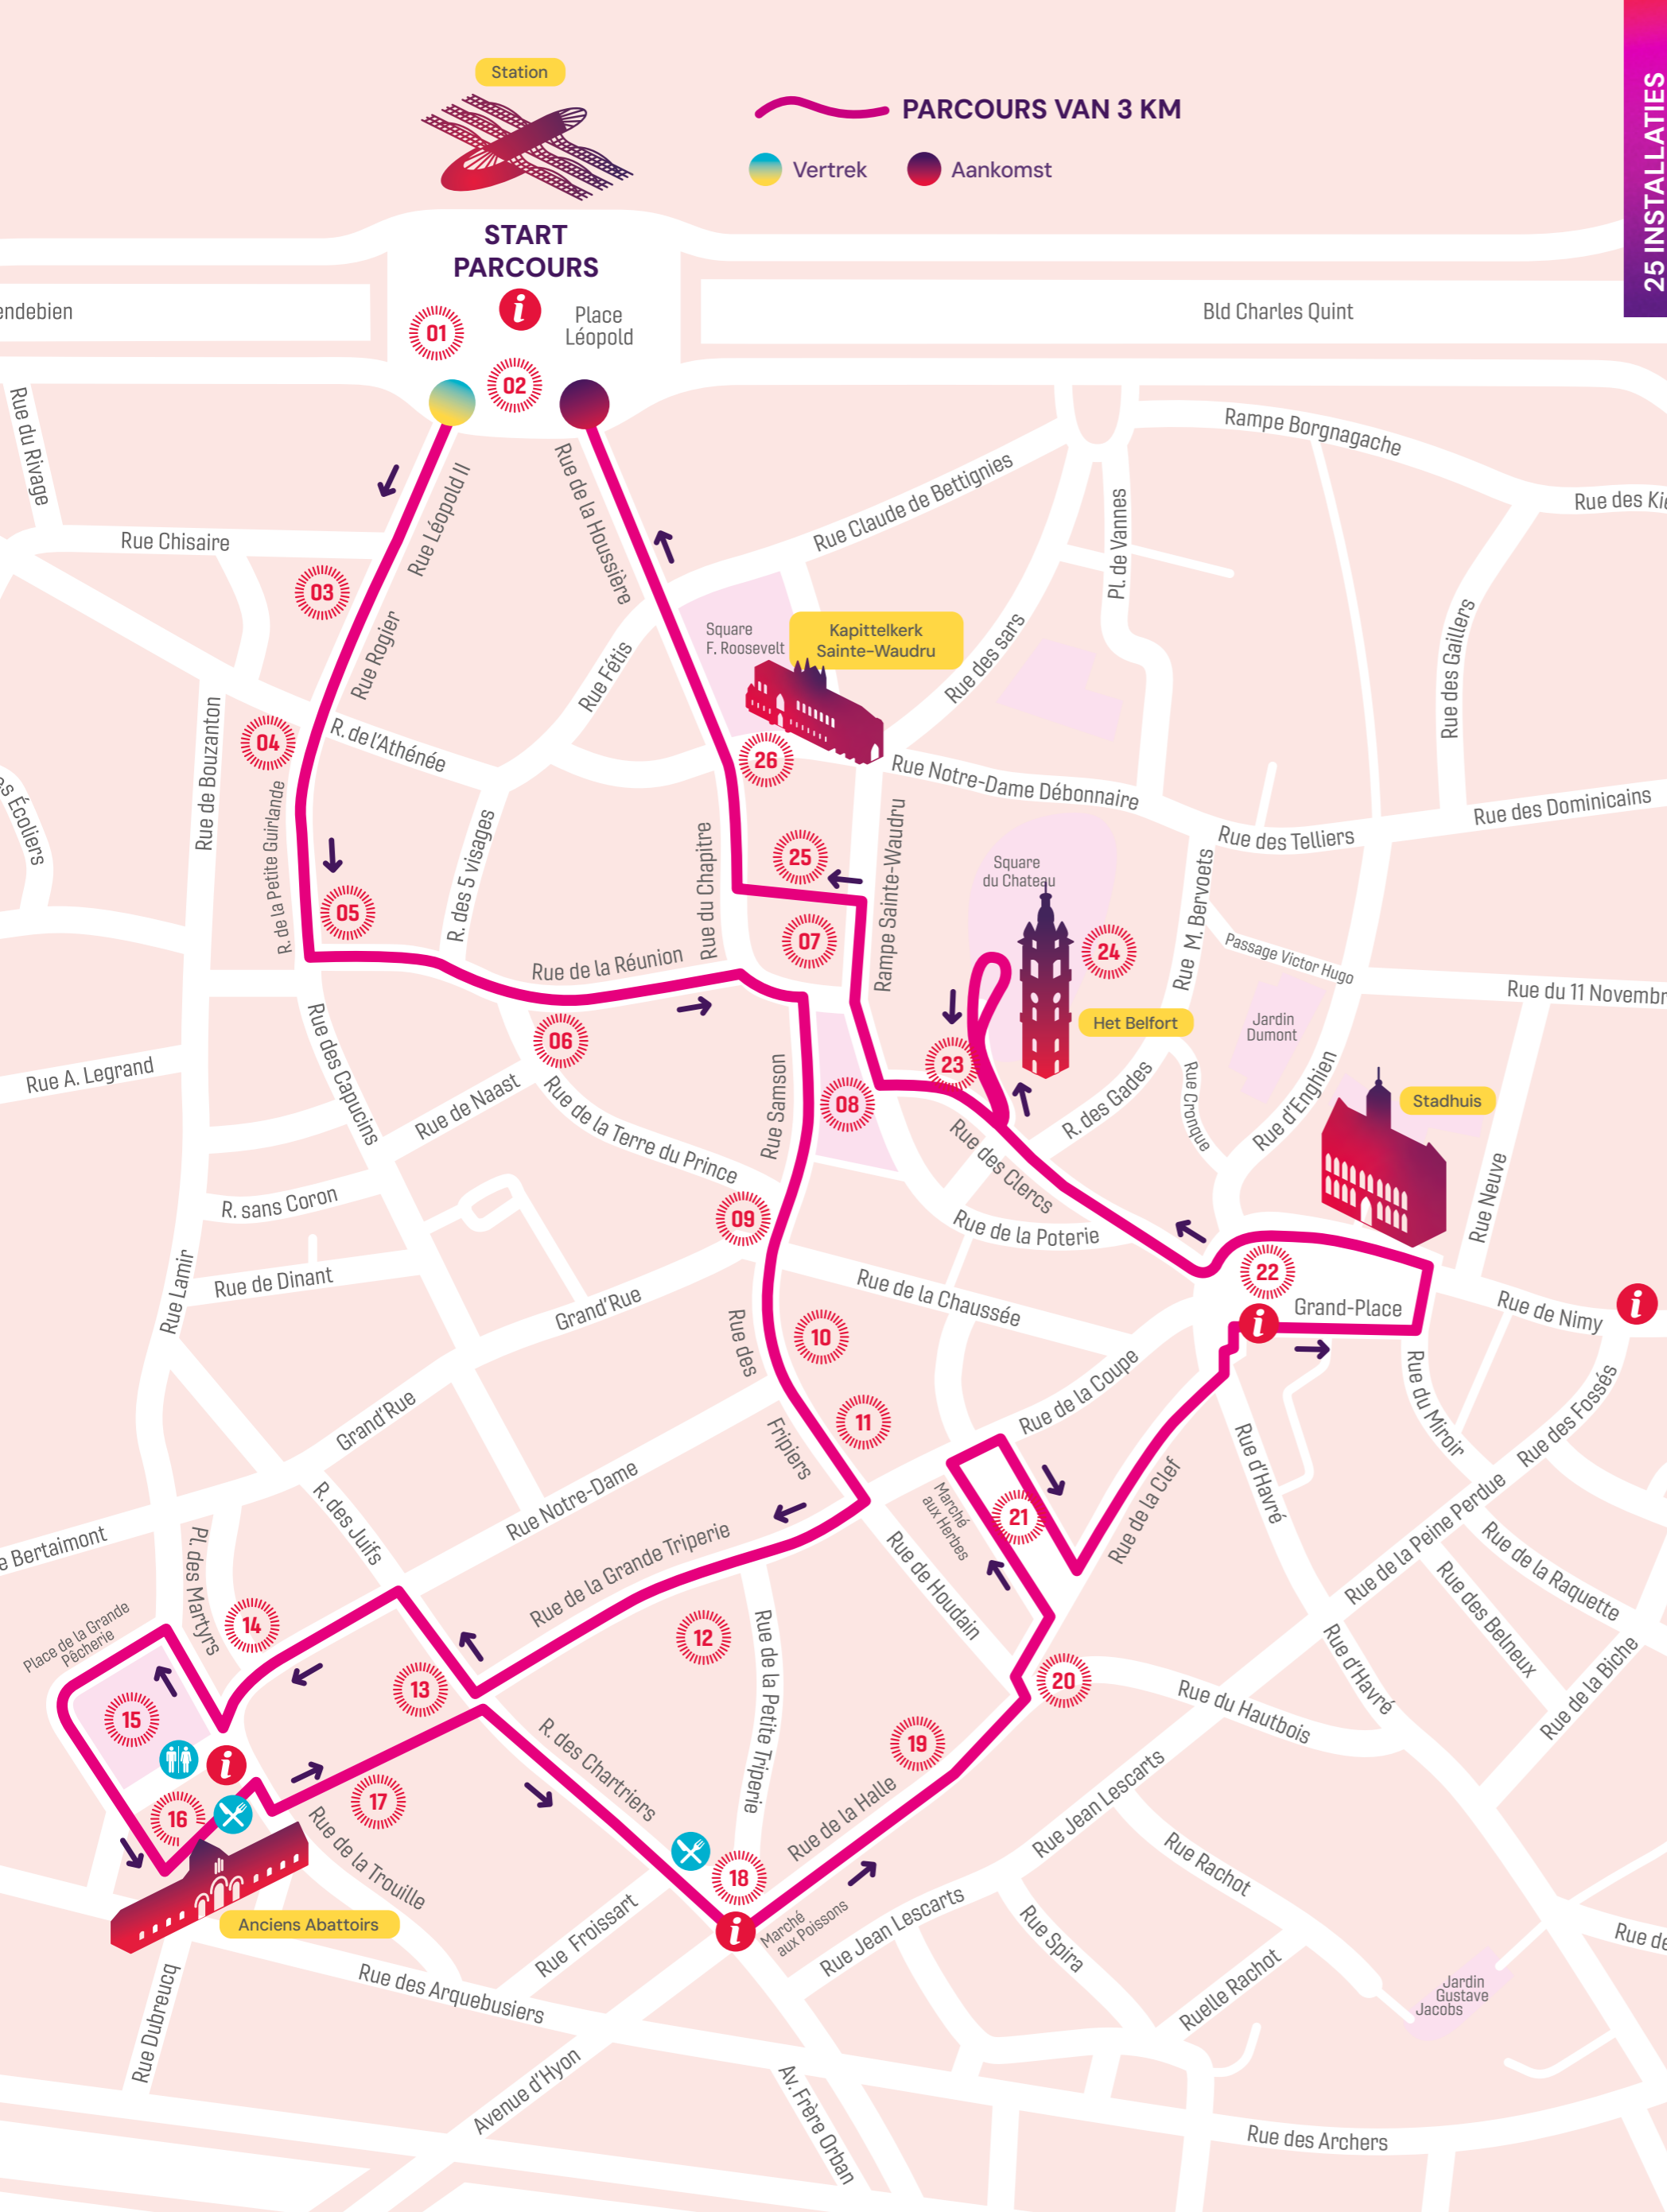 Station
PARCOURS VAN 3 KM
Vertrek
Aankomst
25 INSTALLATIES
START
PARCOURS
i
Place
Léopold
01
02
endebien
Bld Charles Quint
Rue du Rivage
Rue Chisaire
Rue Léopold II
Rue de la Houssière
Rue Claude de Bettignies
Pl. de Vannes
Rampe Borgnagache
Rue des Kie
03
Rue Rogier
Rue Fétis
Square
F. Roosevelt
Kapittelkerk
Sainte-Waudru
Rue des sars
Rue des Gaillers
04
R. de l'Athénée
Rue de Bouzanton
R. de la Petite Guirlande
es Écoliers
26
Rue Notre-Dame Débonnaire
Rue des Telliers
Rue des Dominicains
R. des 5 visages
Rue du Chapitre
25
Rampe Sainte-Waudru
Square
du Chateau
Rue M. Bervoets
05
07
24
Passage Victor Hugo
Rue du 11 Novembr
Rue de la Réunion
Het Belfort
Jardin
Dumont
06
23
Rue A. Legrand
Rue des Capucins
Rue de Naast
Rue de la Terre du Prince
Rue Samson
08
R. des Gades
Rue Cronque
Rue d'Enghien
Stadhuis
Rue des Clercs
R. sans Coron
09
Rue de la Poterie
Rue Neuve
Rue Lamir
Rue de Dinant
Grand'Rue
Rue de la Chaussée
22
Grand-Place
i
Rue de Nimy
i
Rue des
Fripiers
10
Rue de la Coupe
Rue du Miroir
Rue des Fossés
11
Grand'Rue
Rue d'Havré
Rue de la Clef
Rue Notre-Dame
R. des Juifs
Marché
aux Herbes
21
Rue de la Peine Perdue
e Bertaimont
Pl. des Martyrs
Rue de la Grande Triperie
Rue de Houdain
Rue de la Raquette
Rue des Belneux
Place de la Grande
Pêcherie
14
12
Rue de la Petite Triperie
Rue d'Havré
Rue de la Biche
13
20
Rue du Hautbois
15
i
19
R. des Chartriers
16
17
Rue de la Trouille
Rue de la Halle
Rue Jean Lescarts
Rue Rachot
18
i
Marché
aux Poissons
Anciens Abattoirs
Rue Froissart
Rue Jean Lescarts
Rue Spira
Rue de
Rue Dubreucq
Rue des Arquebusiers
Ruelle Rachot
Jardin
Gustave
Jacobs
Avenue d'Hyon
Av. Frère Orban
Rue des Archers